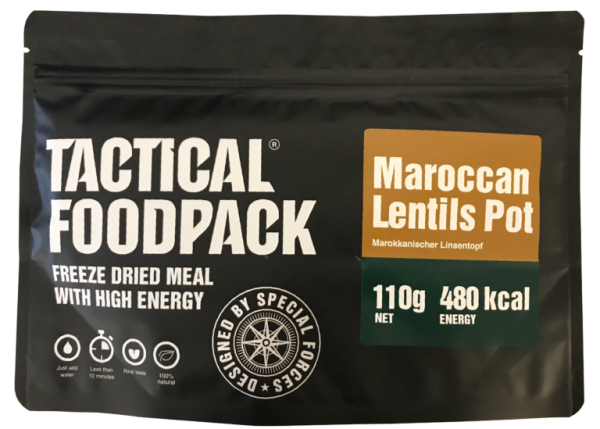 TACTICAL®
FOODPACK
FREEZE DRIED MEAL
WITH HIGH ENERGY
Just add
water
Less than
10 minutes
Real taste
100%
natural
DESIGNED BY SPECIAL FORCES
Maroccan
Lentils Pot
Marokkanischer Linsentopf
110g
NET
480 kcal
ENERGY